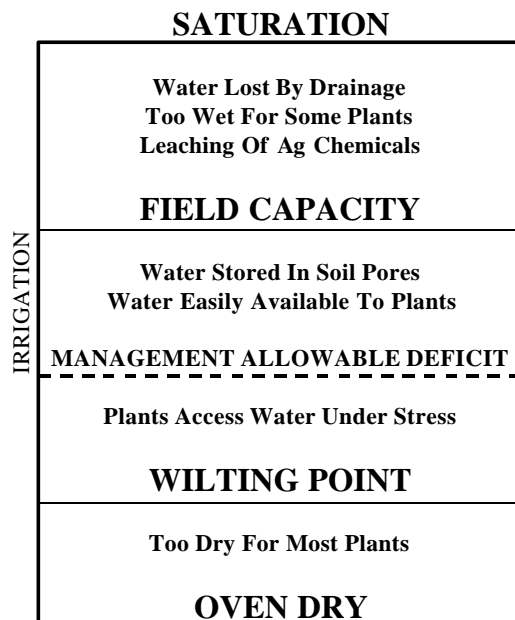 SATURATION
Water Lost By Drainage
Too Wet For Some Plants
Leaching Of Ag Chemicals
FIELD CAPACITY
IRRIGATION
Water Stored In Soil Pores
Water Easily Available To Plants
MANAGEMENT ALLOWABLE DEFICIT
Plants Access Water Under Stress
WILTING POINT
Too Dry For Most Plants
OVEN DRY